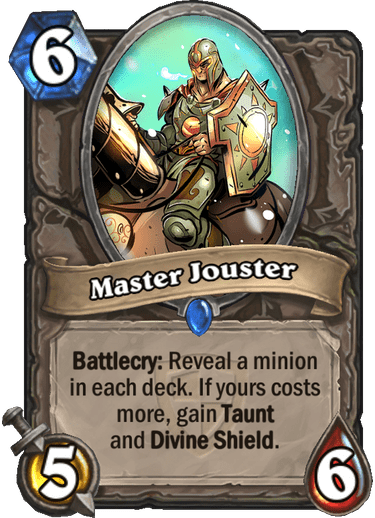 6
Master Jouster
Battlecry: Reveal a minion
in each deck. If yours costs
more, gain Taunt
and Divine Shield.
5
6